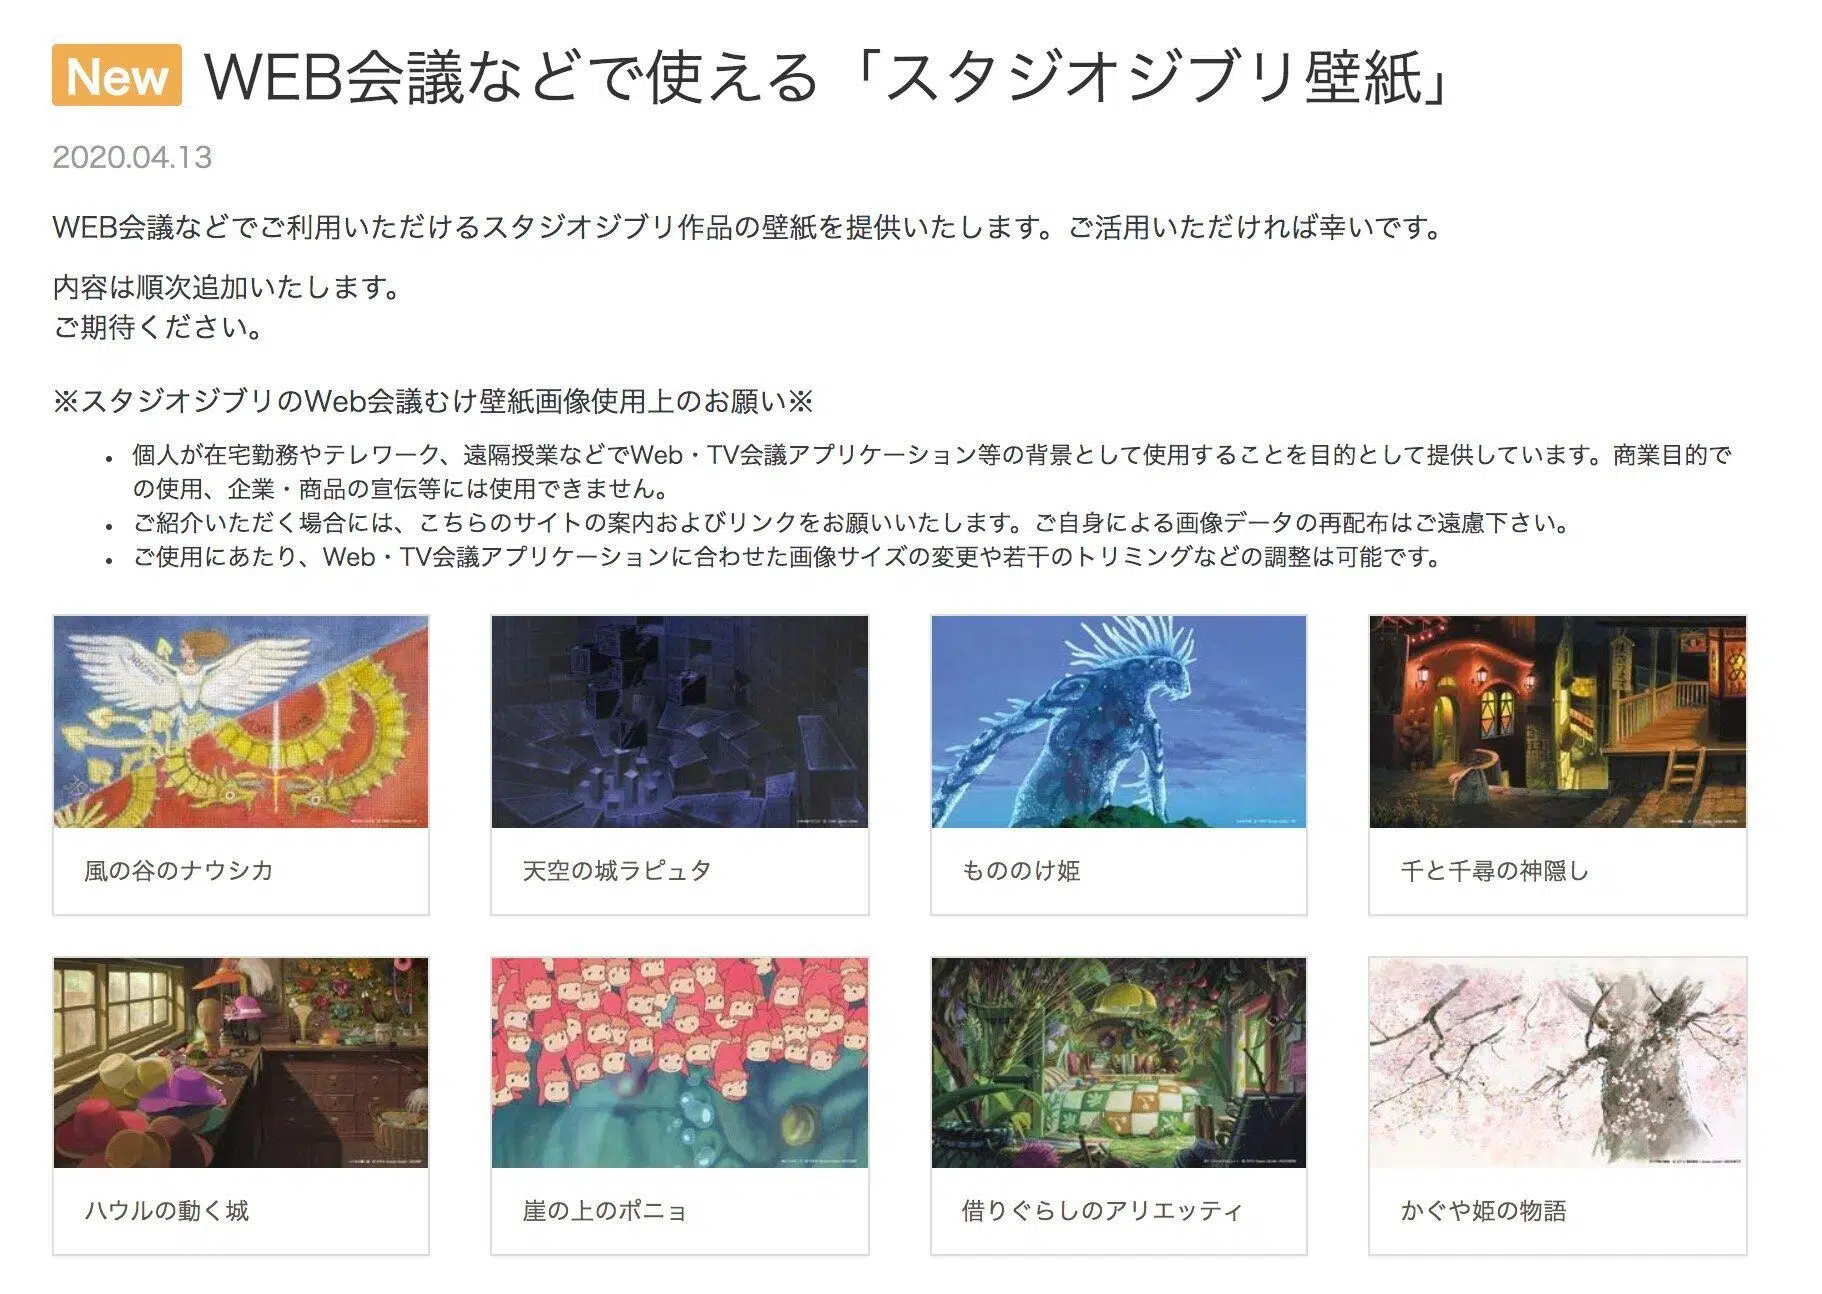 New WEB会議などで使える「スタジオジブリ壁紙」
2020.04.13
WEB会議などでご利用いただけるスタジオジブリ作品の壁紙を提供いたします。ご活用いただければ幸いです。
内容は順次追加いたします。
ご期待ください。
※スタジオジブリのWeb会議むけ壁紙画像使用上のお願い※
• 個人が在宅勤務やテレワーク、遠隔授業などでWeb・TV会議アプリケーション等の背景として使用することを目的として提供しています。商業目的で
の使用、企業・商品の宣伝等には使用できません。
• ご紹介いただく場合には、こちらのサイトの案内およびリンクをお願いいたします。ご自身による画像データの再配布はご遠慮下さい。
• ご使用にあたり、Web・TV会議アプリケーションに合わせた画像サイズの変更や若干のトリミングなどの調整は可能です。
風の谷のナウシカ
天空の城ラピュタ
もののけ姫
千と千尋の神隠し
ハウルの動く城
崖の上のポニョ
借りぐらしのアリエッティ
かぐや姫の物語